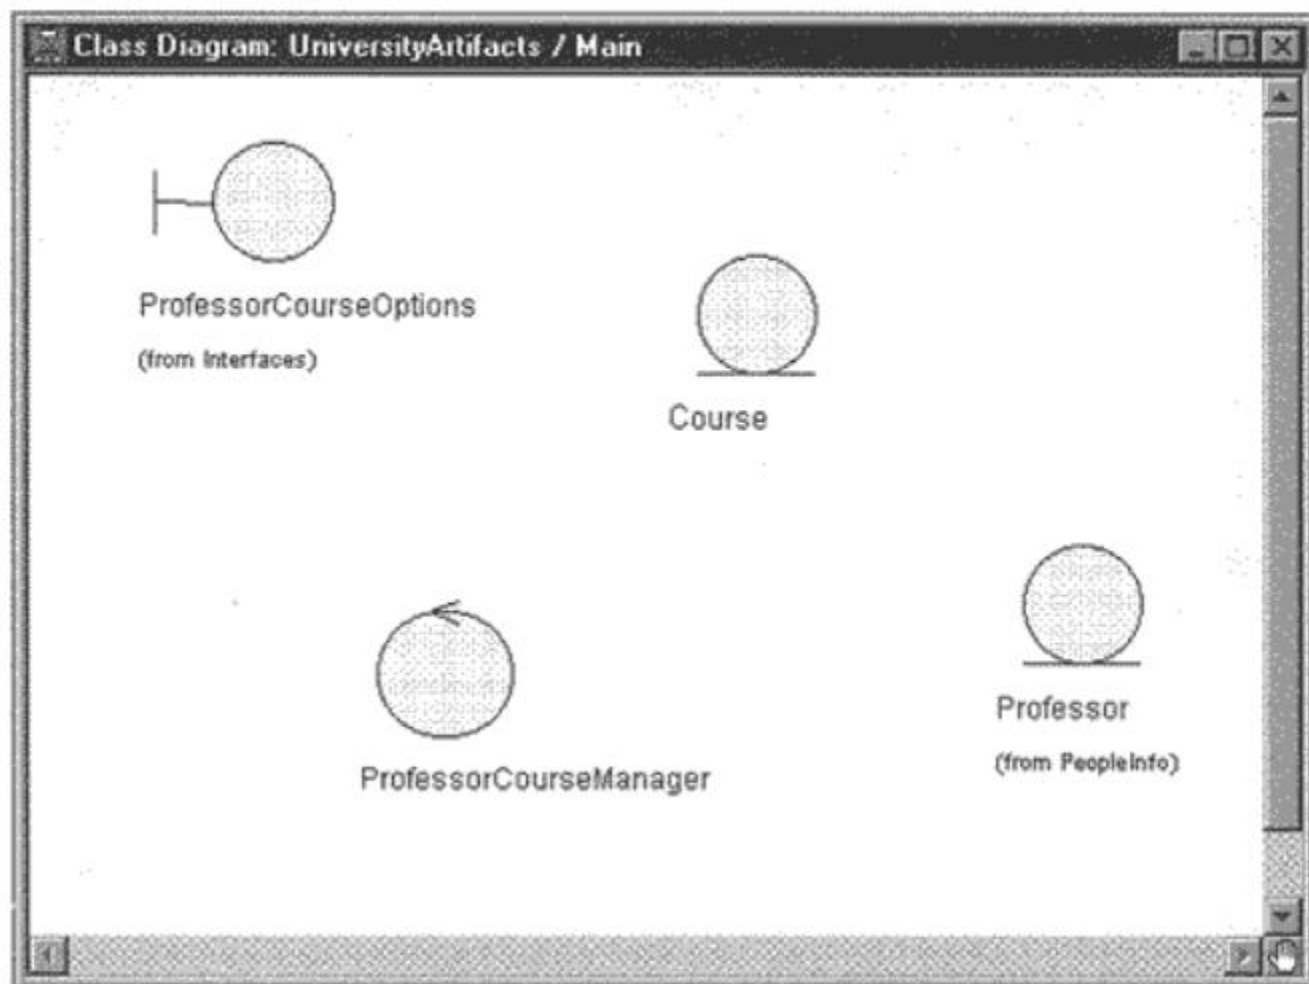 Class Diagram: UniversityArtifacts / Main
ProfessorCourseOptions
(from Interfaces)
Course
Professor
(from PeopleInfo)
ProfessorCourseManager